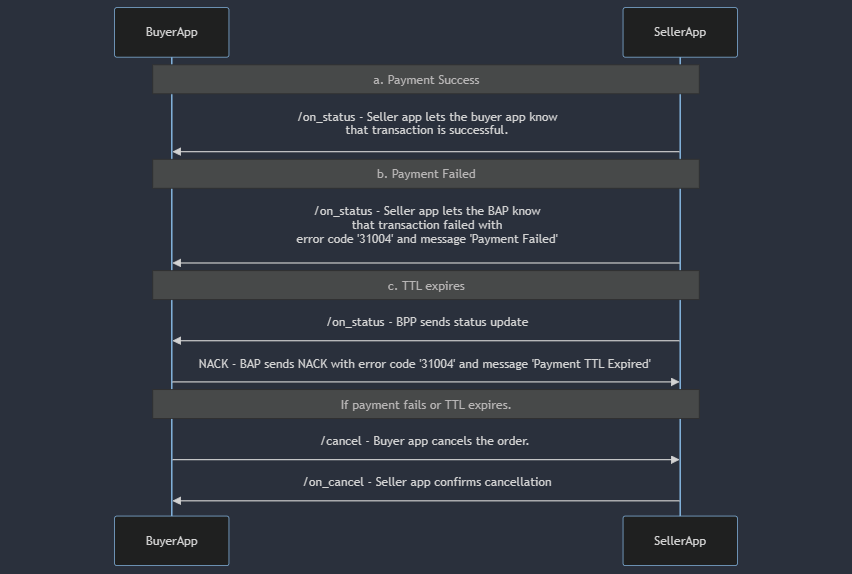 BuyerApp
SellerApp
a. Payment Success
/on_status - Seller app lets the buyer app know
that transaction is successful.
b. Payment Failed
/on_status - Seller app lets the BAP know
that transaction failed with
error code '31004' and message 'Payment Failed'
c. TTL expires
/on_status - BPP sends status update
NACK - BAP sends NACK with error code '31004' and message 'Payment TTL Expired'
If payment fails or TTL expires.
/cancel - Buyer app cancels the order.
/on_cancel - Seller app confirms cancellation
BuyerApp
SellerApp